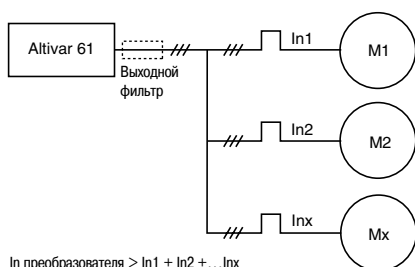 Altivar 61
Выходной
фильтр
In1
M1
In2
M2
Inx
Mx
In преобразователя > In1 + In2 +…Inx